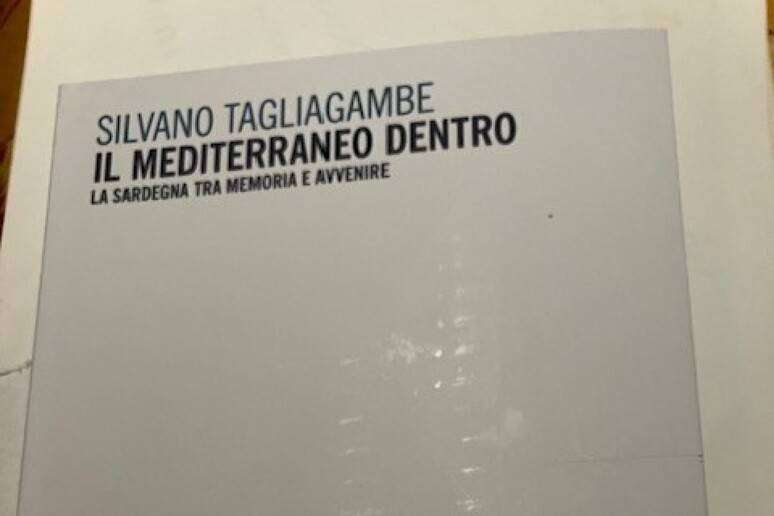 SILVANO TAGLIAGAMBE
IL MEDITERRANEO DENTRO
LA SARDEGNA TRA MEMORIA E AVVENIRE